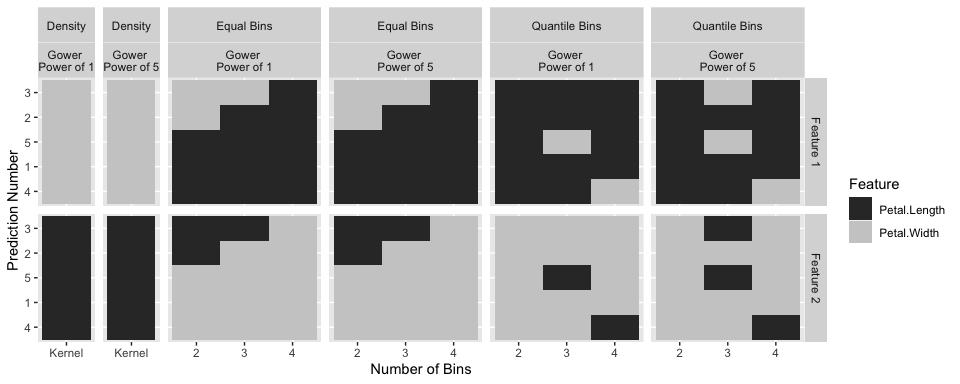 Density
Density
Equal Bins
Equal Bins
Quantile Bins
Quantile Bins
Gower
Power of 1
Gower
Power of 5
Gower
Power of 1
Gower
Power of 5
Gower
Power of 1
Gower
Power of 5
Prediction Number
3
2
5
1
4
Feature 1
3
2
5
1
4
Feature 2
Kernel
Kernel
2 3 4
2 3 4
2 3 4
2 3 4
Number of Bins
Feature
Petal.Length
Petal.Width